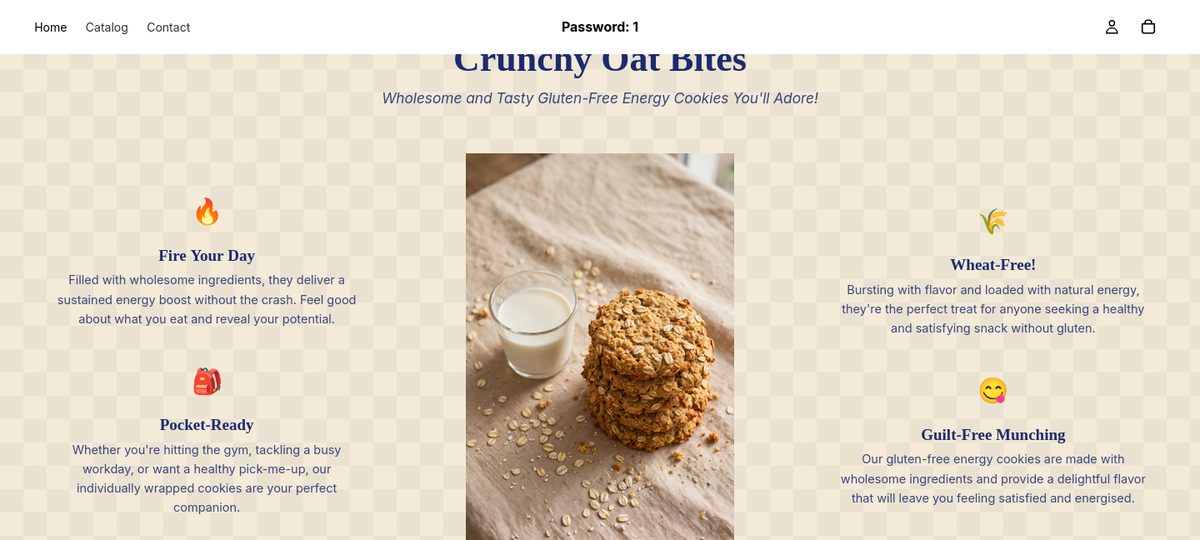 Home Catalog Contact
Password: 1
Crunchy Oat Bites
Wholesome and Tasty Gluten-Free Energy Cookies You'll Adore!
Fire Your Day
Filled with wholesome ingredients, they deliver a
sustained energy boost without the crash. Feel good
about what you eat and reveal your potential.
Pocket-Ready
Whether you're hitting the gym, tackling a busy
workday, or want a healthy pick-me-up, our
individually wrapped cookies are your perfect
companion.
Wheat-Free!
Bursting with flavor and loaded with natural energy,
they're the perfect treat for anyone seeking a healthy
and satisfying snack without gluten.
Guilt-Free Munching
Our gluten-free energy cookies are made with
wholesome ingredients and provide a delightful flavor
that will leave you feeling satisfied and energised.